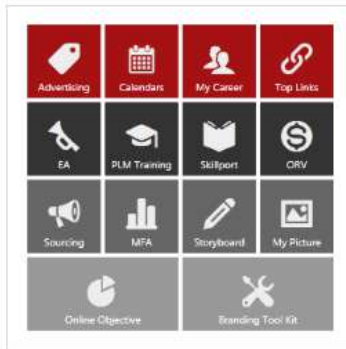 Advertising
Calendars
My Career
Top Links
EA
PLM Training
Skillport
ORV
Sourcing
MFA
Storyboard
My Picture
Online Objective
Branding Tool Kit